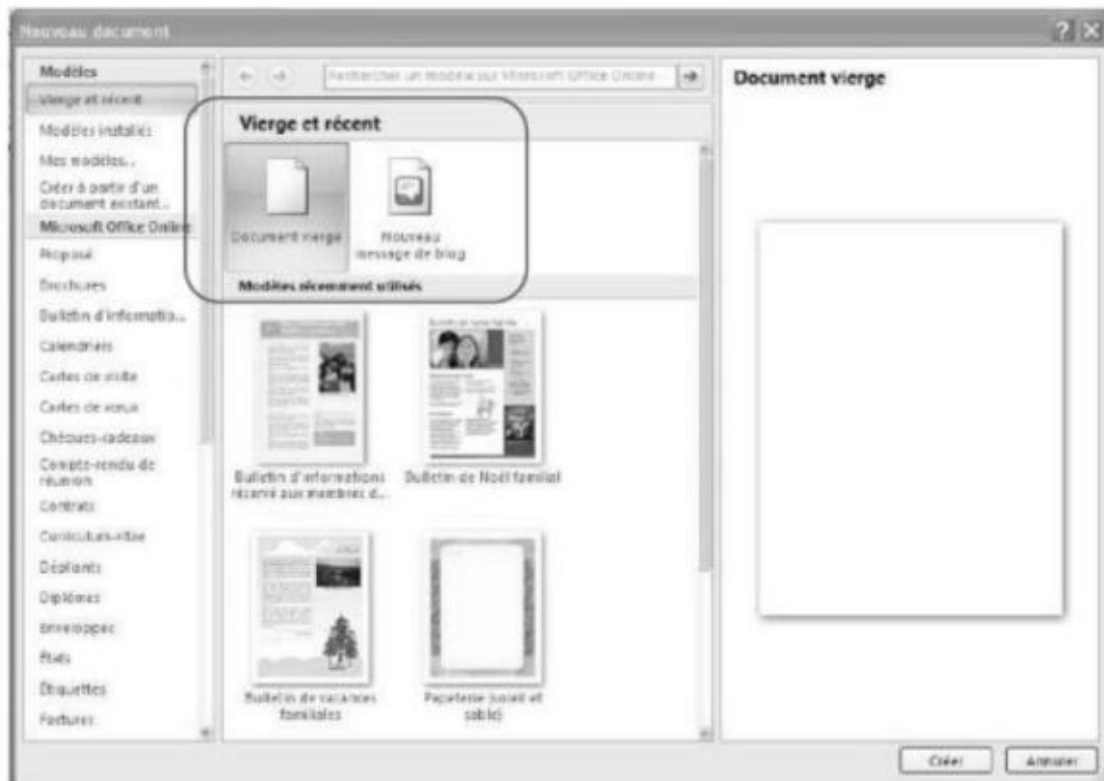 Nouveau document
Modèles
Vierge et récent
Modèles installés
Mes modèles...
Créer à partir d'un
document existant...
Microsoft Office Online
Proposé
Brochures
Bulletin d'informatio...
Calendriers
Cartes de visite
Cartes de vœux
Chèques-cadeaux
Compte-rendu de
réunion
Contrats
Curriculum-vitae
Dépliants
Diplômes
Enveloppes
États
Étiquettes
Factures
Rechercher un modèle sur Microsoft Office Online
Vierge et récent
Document vierge
Nouveau
message de blog
Modèles récemment utilisés
Bulletin d'informations
réservé aux membres d...
Bulletin de Noël familial
Bulletin de vacances
familiales
Papeterie (soleil et
sable)
Document vierge
Créer
Annuler